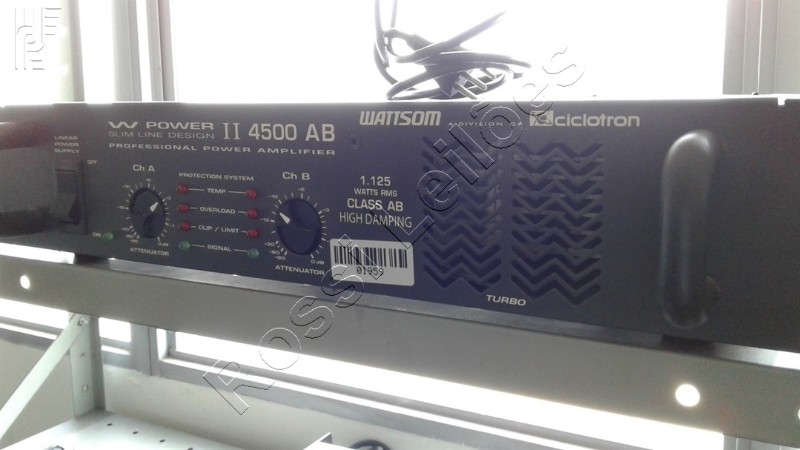 W POWER II 4500 AB
SLIM LINE DESIGN
PROFESSIONAL POWER AMPLIFIER
WATTSOM A DIVISION OF ciclotron
LINEAR
POWER
SUPPLY
OFF
ON
Ch A
ATTENUATOR
PROTECTION SYSTEM
TEMP
OVERLOAD
CLIP / LIMIT
SIGNAL
Ch B
ATTENUATOR
1.125
WATTS RMS
CLASS AB
HIGH DAMPING
01959
TURBO
Rossi Leilões